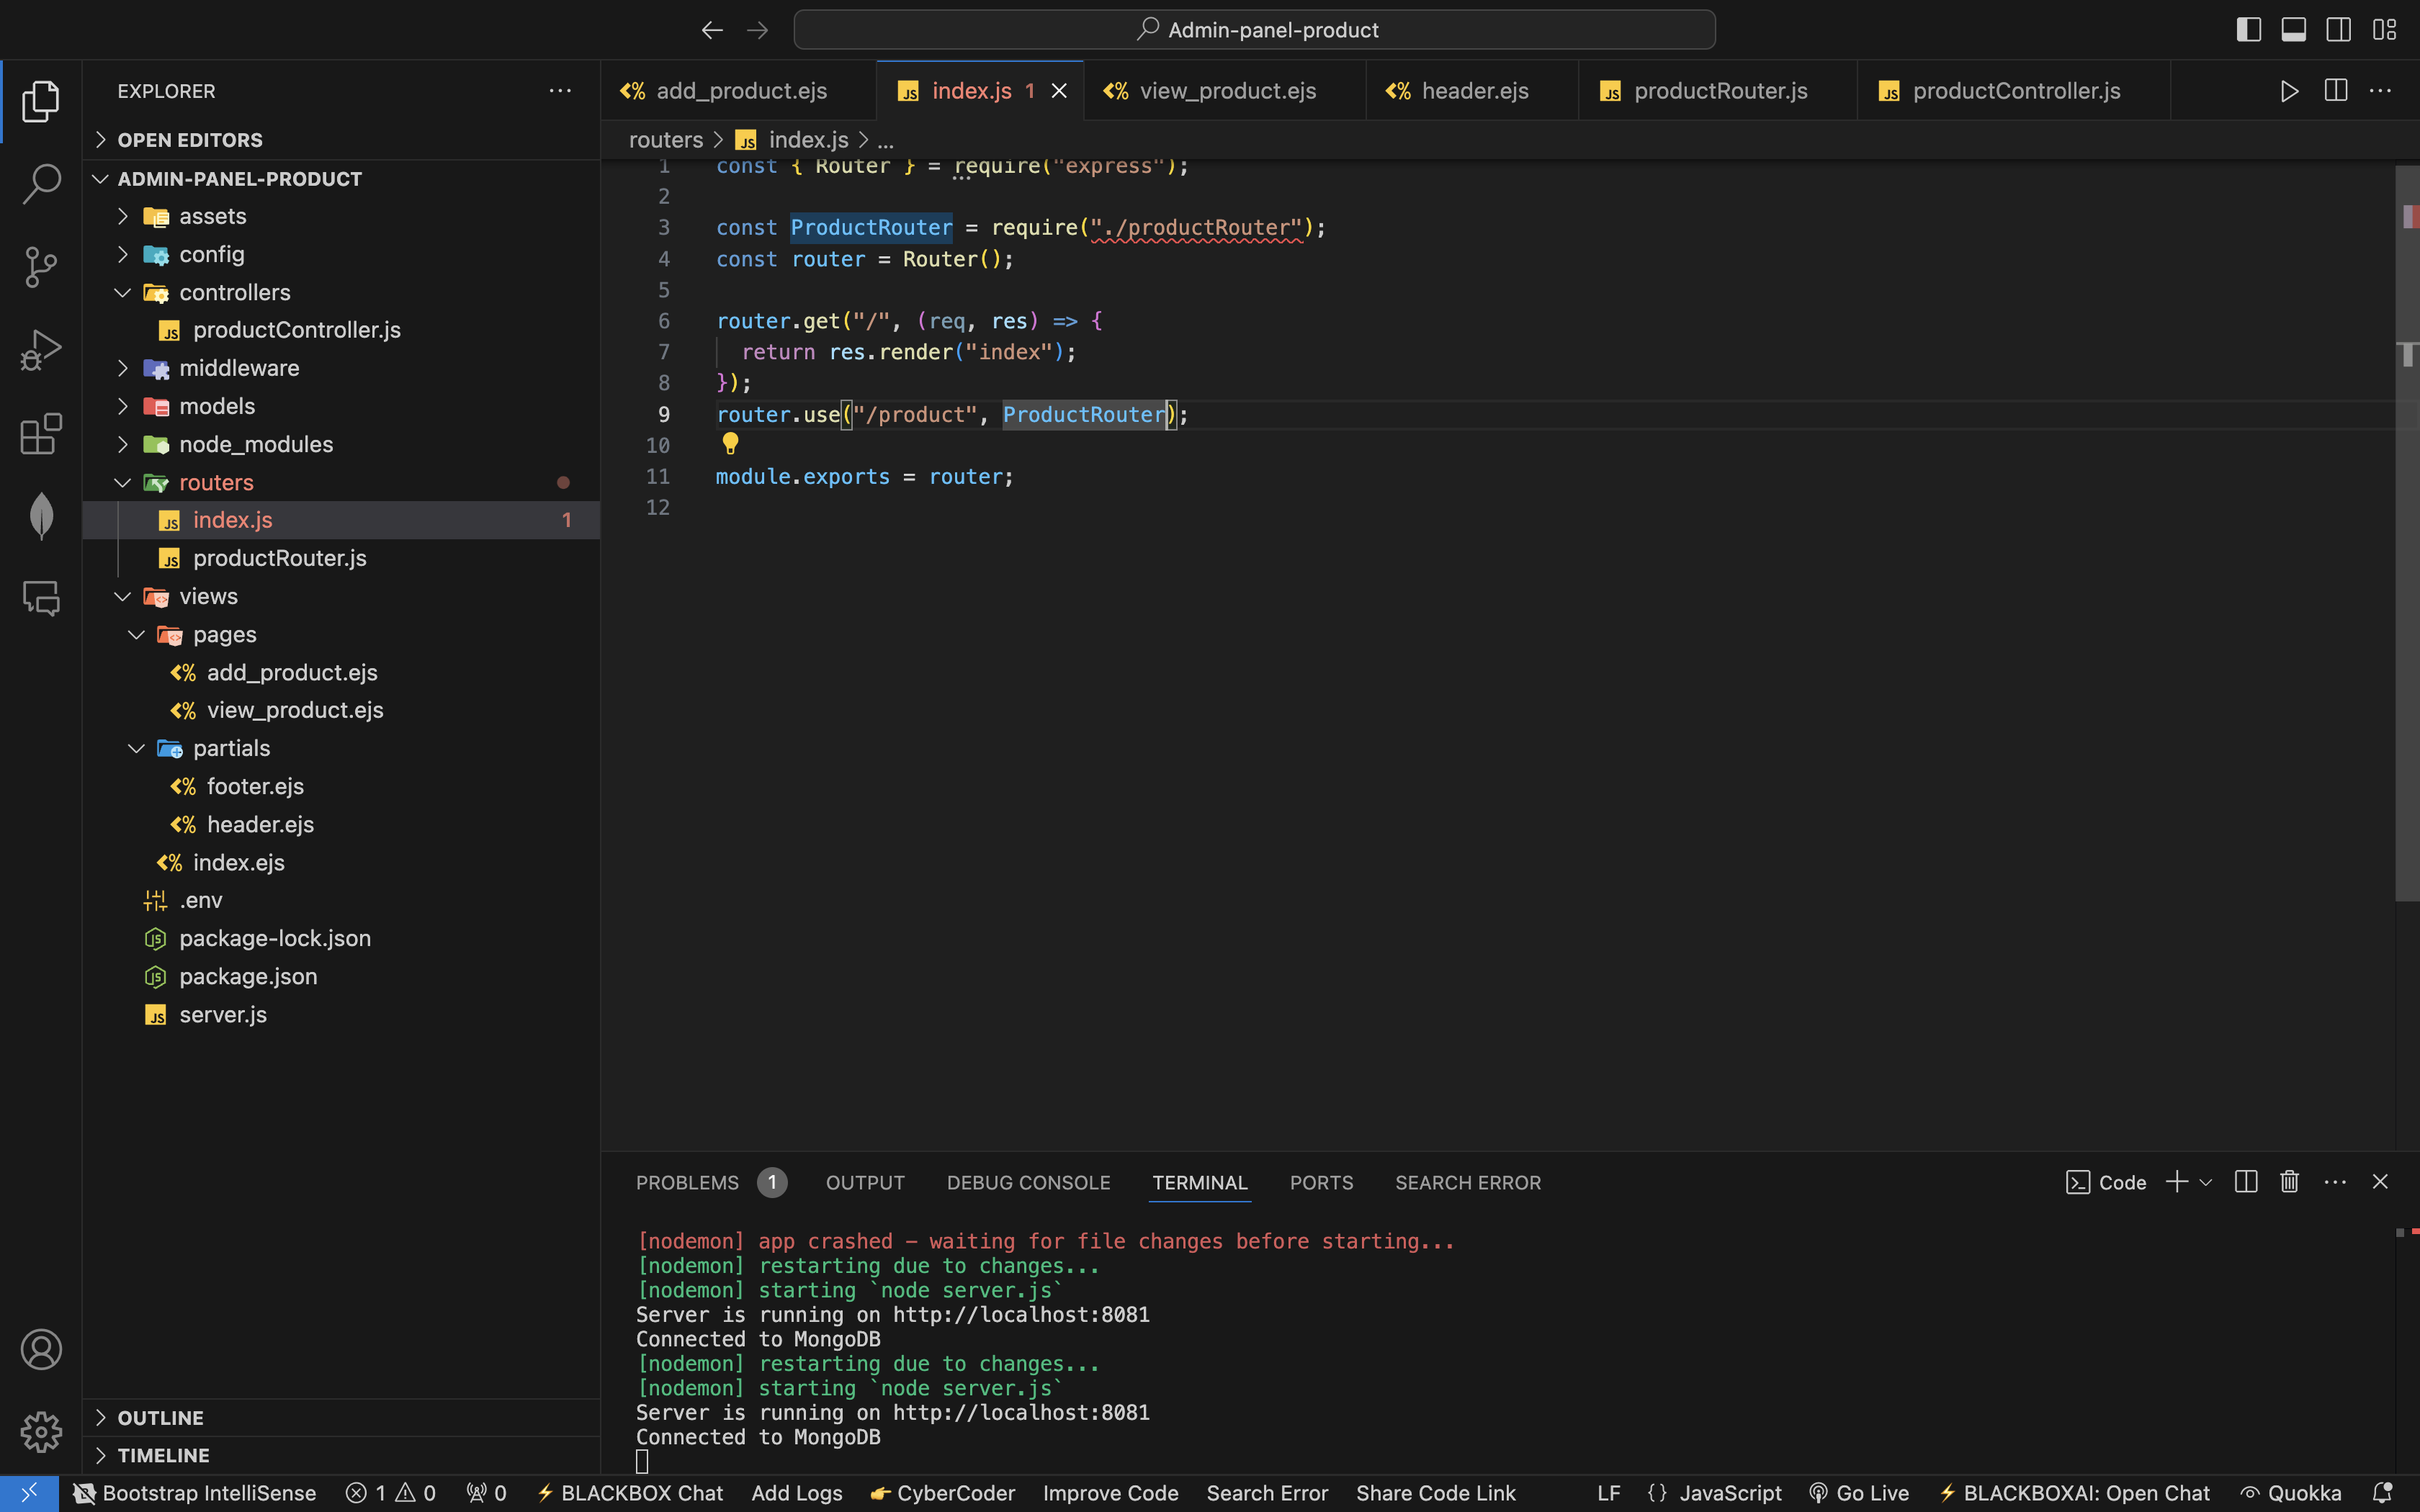 Admin-panel-product
EXPLORER
OPEN EDITORS
ADMIN-PANEL-PRODUCT
assets
config
controllers
productController.js
middleware
models
node_modules
routers
index.js 1
productRouter.js
views
pages
add_product.ejs
view_product.ejs
partials
footer.ejs
header.ejs
index.ejs
.env
package-lock.json
package.json
server.js
OUTLINE
TIMELINE
add_product.ejs index.js 1 view_product.ejs header.ejs productRouter.js productController.js
routers > index.js > ...
1 const { Router } = require("express");
2
3 const ProductRouter = require("./productRouter");
4 const router = Router();
5
6 router.get("/", (req, res) => {
7 return res.render("index");
8 });
9 router.use("/product", ProductRouter);
10
11 module.exports = router;
12
PROBLEMS 1 OUTPUT DEBUG CONSOLE TERMINAL PORTS SEARCH ERROR Code
[nodemon] app crashed – waiting for file changes before starting...
[nodemon] restarting due to changes...
[nodemon] starting `node server.js`
Server is running on http://localhost:8081
Connected to MongoDB
[nodemon] restarting due to changes...
[nodemon] starting `node server.js`
Server is running on http://localhost:8081
Connected to MongoDB
Bootstrap IntelliSense 1 0 0 BLACKBOX Chat Add Logs CyberCoder Improve Code Search Error Share Code Link LF {} JavaScript Go Live BLACKBOXAI: Open Chat Quokka